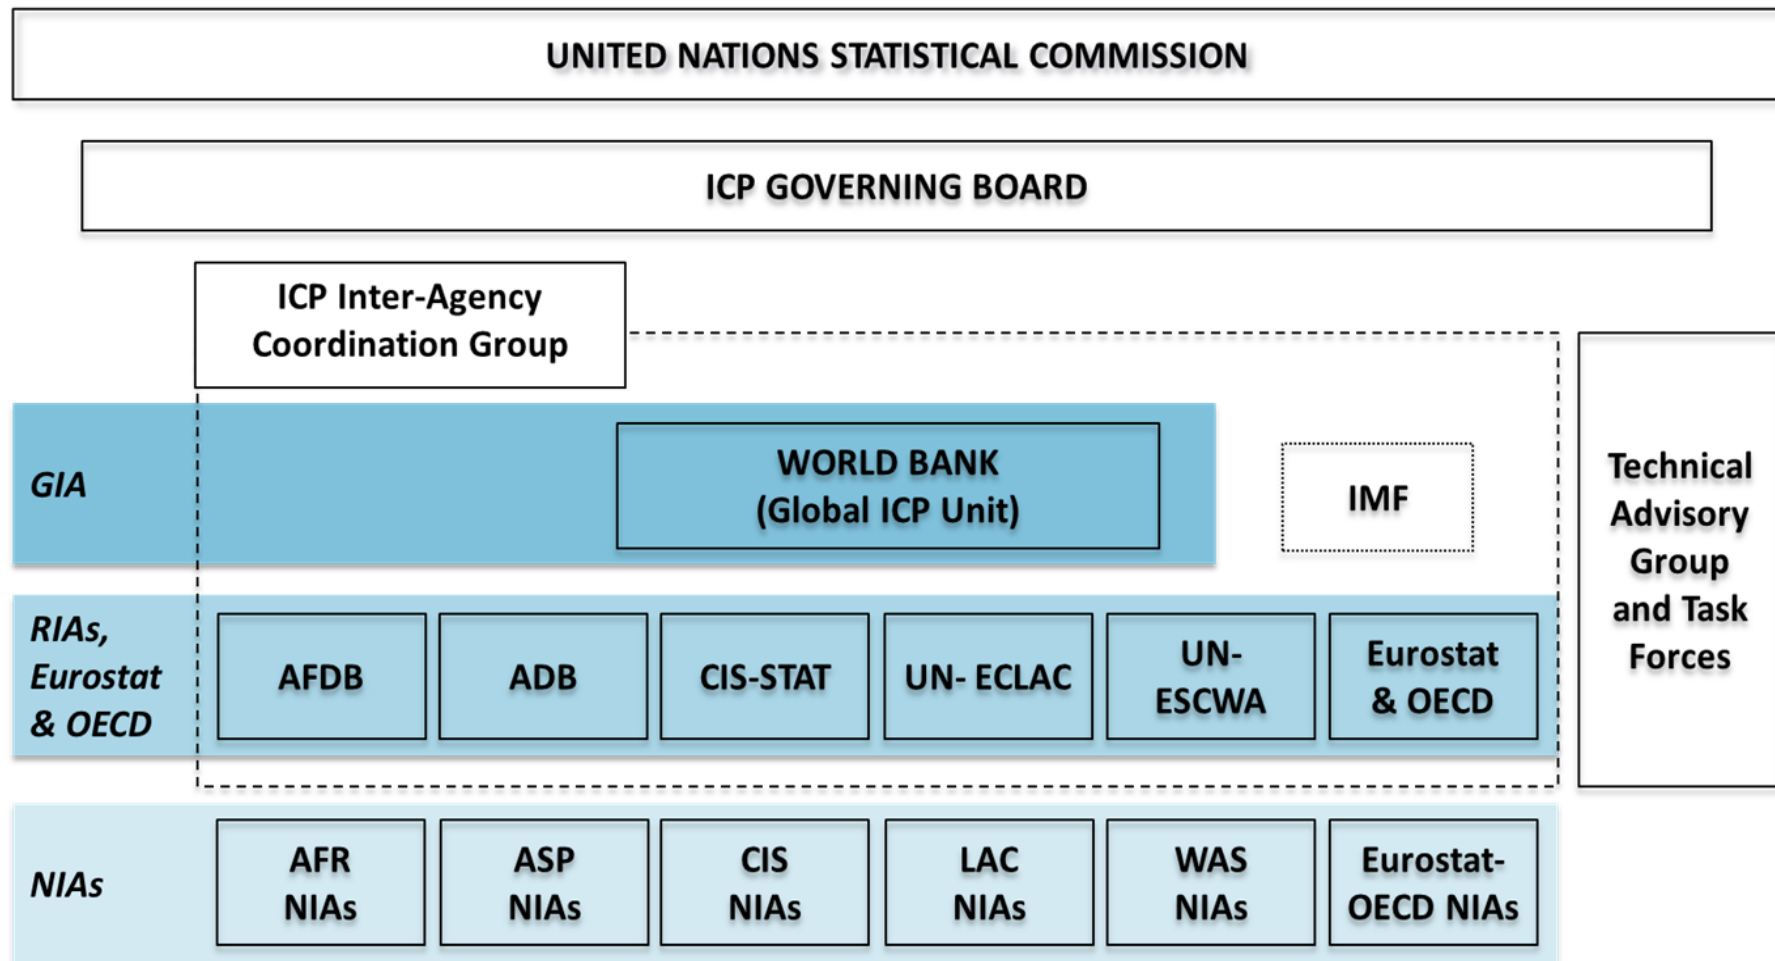 UNITED NATIONS STATISTICAL COMMISSION
ICP GOVERNING BOARD
ICP Inter-Agency
Coordination Group
GIA
WORLD BANK
(Global ICP Unit)
IMF
Technical
Advisory
Group
and Task
Forces
RIAs,
Eurostat
& OECD
AFDB
ADB
CIS-STAT
UN- ECLAC
UN-
ESCWA
Eurostat
& OECD
NIAs
AFR
NIAs
ASP
NIAs
CIS
NIAs
LAC
NIAs
WAS
NIAs
Eurostat-
OECD NIAs